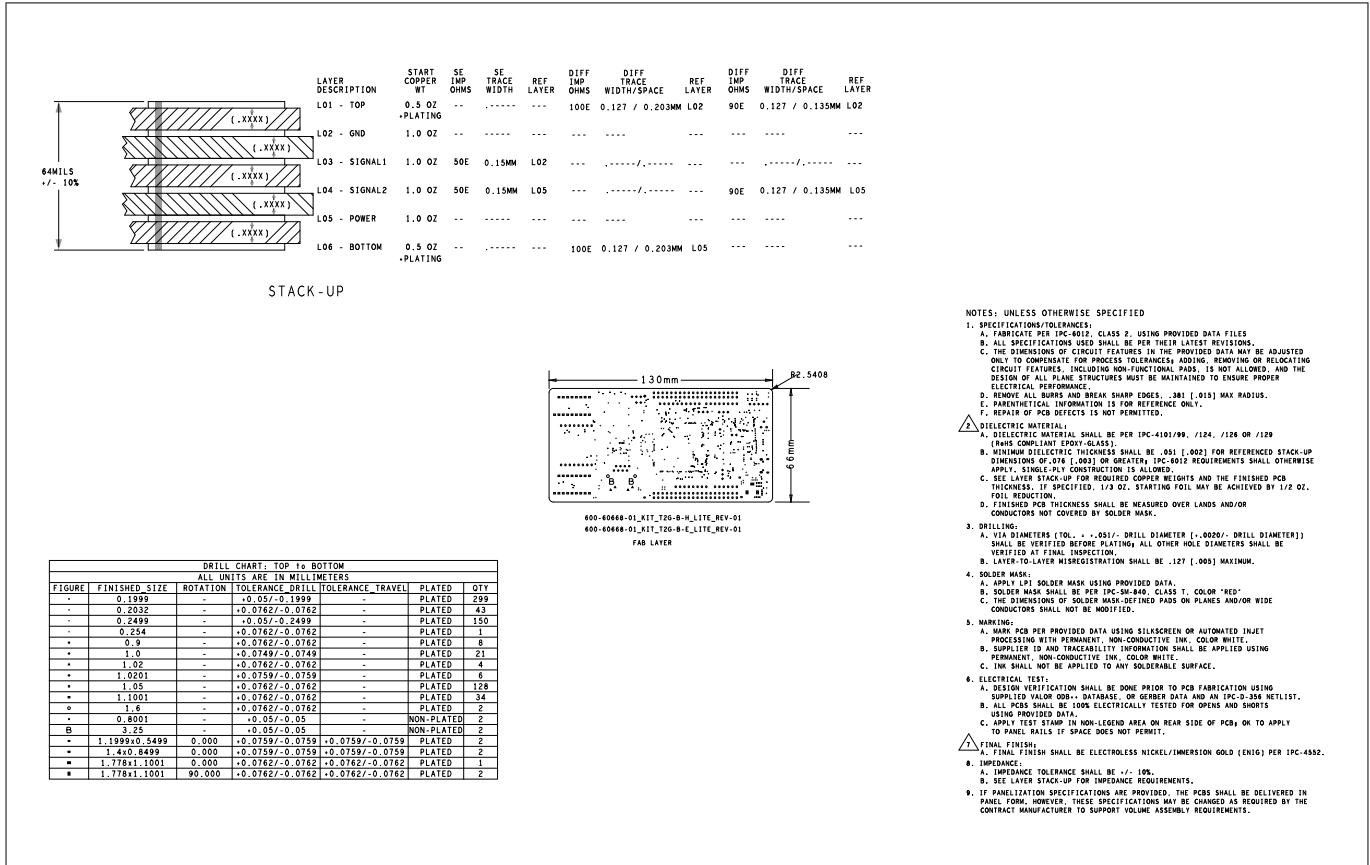 LAYER DESCRIPTION START COPPER WT SE IMP OHMS SE TRACE WIDTH REF LAYER DIFF IMP OHMS DIFF TRACE WIDTH/SPACE REF LAYER DIFF IMP OHMS DIFF TRACE WIDTH/SPACE REF LAYER
L01 - TOP 0.5 OZ +PLATING -- .----- --- 100E 0.127 / 0.203MM L02 90E 0.127 / 0.135MM L02
(.XXXX)
L02 - GND 1.0 OZ -- .----- --- --- ---- --- --- ---- ---
(.XXXX)
L03 - SIGNAL1 1.0 OZ 50E 0.15MM L02 --- .-----/.----- --- --- .-----/.----- ---
64MILS
+/- 10%
(.XXXX)
L04 - SIGNAL2 1.0 OZ 50E 0.15MM L05 --- .-----/.----- --- 90E 0.127 / 0.135MM L05
(.XXXX)
L05 - POWER 1.0 OZ -- .----- --- --- ---- --- --- ---- ---
(.XXXX)
L06 - BOTTOM 0.5 OZ +PLATING -- .----- --- 100E 0.127 / 0.203MM L05 --- ---- ---
STACK-UP
130mm
R2.5408
66mm
B B
600-60668-01_KIT_T2G-B-H_LITE_REV-01
600-60668-01_KIT_T2G-B-E_LITE_REV-01
FAB LAYER
DRILL CHART: TOP to BOTTOM
ALL UNITS ARE IN MILLIMETERS
FIGURE FINISHED_SIZE ROTATION TOLERANCE_DRILL TOLERANCE_TRAVEL PLATED QTY
0.1999 - +0.05/-0.1999 - PLATED 299
0.2032 - +0.0762/-0.0762 - PLATED 43
0.2499 - +0.05/-0.2499 - PLATED 150
0.254 - +0.0762/-0.0762 - PLATED 1
0.9 - +0.0762/-0.0762 - PLATED 8
1.0 - +0.0749/-0.0749 - PLATED 21
1.02 - +0.0762/-0.0762 - PLATED 4
1.0201 - +0.0759/-0.0759 - PLATED 6
1.05 - +0.0762/-0.0762 - PLATED 128
1.1001 - +0.0762/-0.0762 - PLATED 34
1.6 - +0.0762/-0.0762 - PLATED 2
0.8001 - +0.05/-0.05 - NON-PLATED 2
B 3.25 - +0.05/-0.05 - NON-PLATED 2
1.1999x0.5499 0.000 +0.0759/-0.0759 +0.0759/-0.0759 PLATED 2
1.4x0.8499 0.000 +0.0759/-0.0759 +0.0759/-0.0759 PLATED 2
1.778x1.1001 0.000 +0.0762/-0.0762 +0.0762/-0.0762 PLATED 1
1.778x1.1001 90.000 +0.0762/-0.0762 +0.0762/-0.0762 PLATED 2
NOTES: UNLESS OTHERWISE SPECIFIED
1. SPECIFICATIONS/TOLERANCES:
A. FABRICATE PER IPC-6012, CLASS 2, USING PROVIDED DATA FILES
B. ALL SPECIFICATIONS USED SHALL BE PER THEIR LATEST REVISIONS.
C. THE DIMENSIONS OF CIRCUIT FEATURES IN THE PROVIDED DATA MAY BE ADJUSTED
ONLY TO COMPENSATE FOR PROCESS TOLERANCES; ADDING, REMOVING OR RELOCATING
CIRCUIT FEATURES, INCLUDING NON-FUNCTIONAL PADS, IS NOT ALLOWED, AND THE
DESIGN OF ALL PLANE STRUCTURES MUST BE MAINTAINED TO ENSURE PROPER
ELECTRICAL PERFORMANCE.
D. REMOVE ALL BURRS AND BREAK SHARP EDGES, .381 [.015] MAX RADIUS.
E. PARENTHETICAL INFORMATION IS FOR REFERENCE ONLY.
F. REPAIR OF PCB DEFECTS IS NOT PERMITTED.
2 DIELECTRIC MATERIAL:
A. DIELECTRIC MATERIAL SHALL BE PER IPC-4101/99, /124, /126 OR /129
(RoHS COMPLIANT EPOXY-GLASS).
B. MINIMUM DIELECTRIC THICKNESS SHALL BE .051 [.002] FOR REFERENCED STACK-UP
DIMENSIONS OF.076 [.003] OR GREATER; IPC-6012 REQUIREMENTS SHALL OTHERWISE
APPLY. SINGLE-PLY CONSTRUCTION IS ALLOWED.
C. SEE LAYER STACK-UP FOR REQUIRED COPPER WEIGHTS AND THE FINISHED PCB
THICKNESS. IF SPECIFIED, 1/3 OZ. STARTING FOIL MAY BE ACHIEVED BY 1/2 OZ.
FOIL REDUCTION.
D. FINISHED PCB THICKNESS SHALL BE MEASURED OVER LANDS AND/OR
CONDUCTORS NOT COVERED BY SOLDER MASK.
3. DRILLING:
A. VIA DIAMETERS (TOL. = +.051/- DRILL DIAMETER [+.0020/- DRILL DIAMETER])
SHALL BE VERIFIED BEFORE PLATING; ALL OTHER HOLE DIAMETERS SHALL BE
VERIFIED AT FINAL INSPECTION.
B. LAYER-TO-LAYER MISREGISTRATION SHALL BE .127 [.005] MAXIMUM.
4. SOLDER MASK:
A. APPLY LPI SOLDER MASK USING PROVIDED DATA.
B. SOLDER MASK SHALL BE PER IPC-SM-840, CLASS T, COLOR "RED"
C. THE DIMENSIONS OF SOLDER MASK-DEFINED PADS ON PLANES AND/OR WIDE
CONDUCTORS SHALL NOT BE MODIFIED.
5. MARKING:
A. MARK PCB PER PROVIDED DATA USING SILKSCREEN OR AUTOMATED INJET
PROCESSING WITH PERMANENT, NON-CONDUCTIVE INK, COLOR WHITE.
B. SUPPLIER ID AND TRACEABILITY INFORMATION SHALL BE APPLIED USING
PERMANENT, NON-CONDUCTIVE INK, COLOR WHITE.
C. INK SHALL NOT BE APPLIED TO ANY SOLDERABLE SURFACE.
6. ELECTRICAL TEST:
A. DESIGN VERIFICATION SHALL BE DONE PRIOR TO PCB FABRICATION USING
SUPPLIED VALOR ODB++ DATABASE, OR GERBER DATA AND AN IPC-D-356 NETLIST.
B. ALL PCBS SHALL BE 100% ELECTRICALLY TESTED FOR OPENS AND SHORTS
USING PROVIDED DATA.
C. APPLY TEST STAMP IN NON-LEGEND AREA ON REAR SIDE OF PCB; OK TO APPLY
TO PANEL RAILS IF SPACE DOES NOT PERMIT.
7 FINAL FINISH:
A. FINAL FINISH SHALL BE ELECTROLESS NICKEL/IMMERSION GOLD (ENIG) PER IPC-4552.
8. IMPEDANCE:
A. IMPEDANCE TOLERANCE SHALL BE +/- 10%.
B. SEE LAYER STACK-UP FOR IMPEDANCE REQUIREMENTS.
9. IF PANELIZATION SPECIFICATIONS ARE PROVIDED, THE PCBS SHALL BE DELIVERED IN
PANEL FORM. HOWEVER, THESE SPECIFICATIONS MAY BE CHANGED AS REQUIRED BY THE
CONTRACT MANUFACTURER TO SUPPORT VOLUME ASSEMBLY REQUIREMENTS.